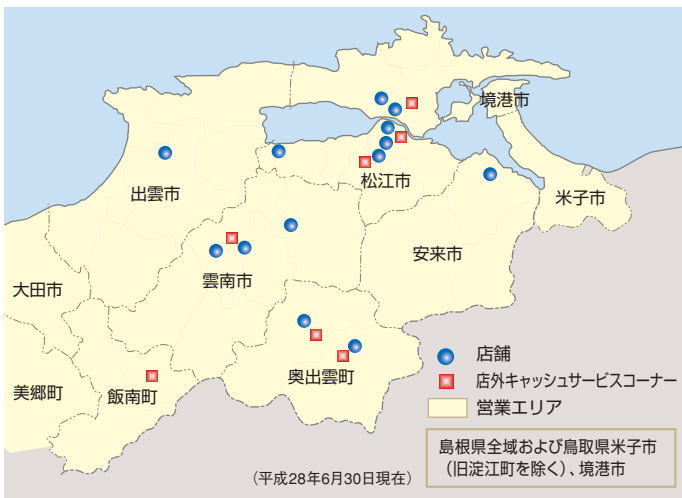 境港市
米子市
松江市
出雲市
安来市
雲南市
大田市
奥出雲町
飯南町
美郷町
店舗
店外キャッシュサービスコーナー
営業エリア
島根県全域および鳥取県米子市
（旧淀江町を除く）、境港市
（平成28年6月30日現在）